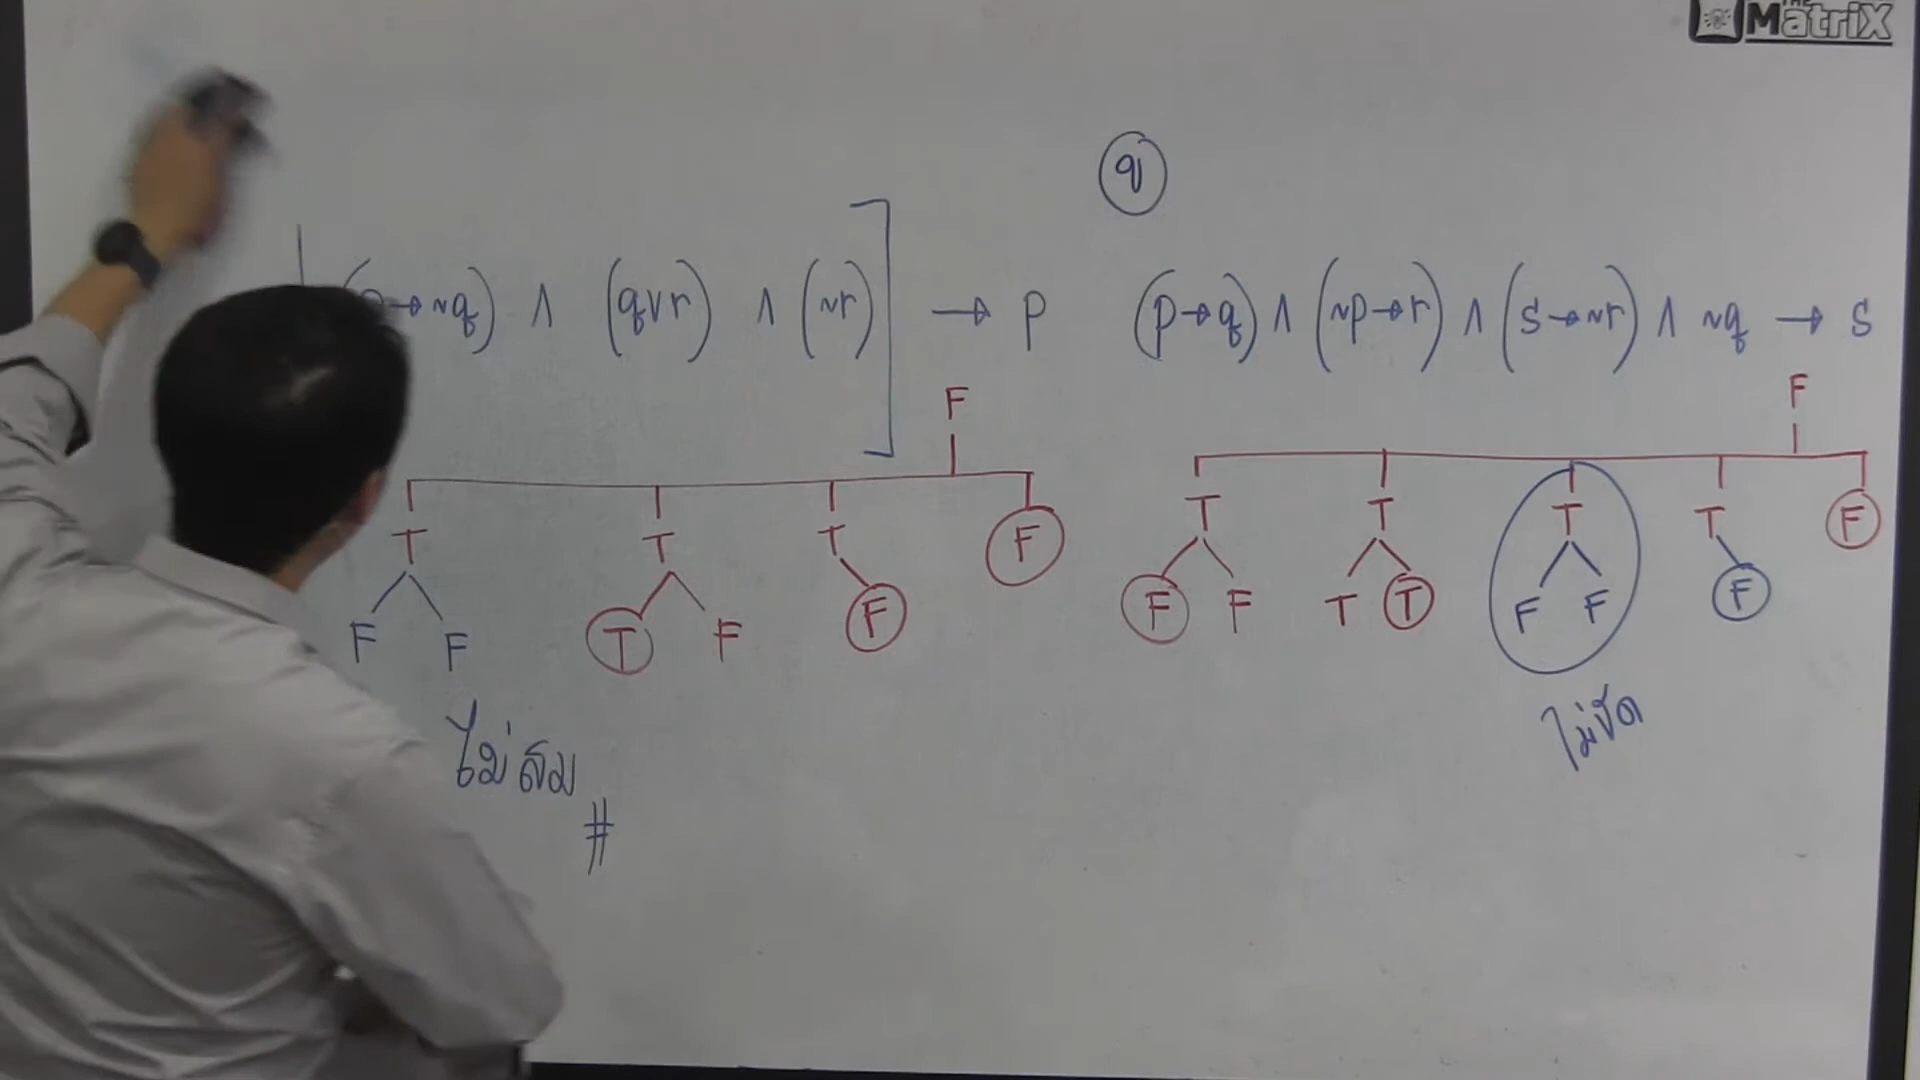 THE
MatriX
ข
→ ~q) ∧ (q∨r) ∧ (~r)] → p
F
T T T F
F F T F F
ไม่สม
#
(p→q) ∧ (~p→r) ∧ (s→~r) ∧ ~q → s
F
T T T T F
F F T T F F F
ไม่ขัด